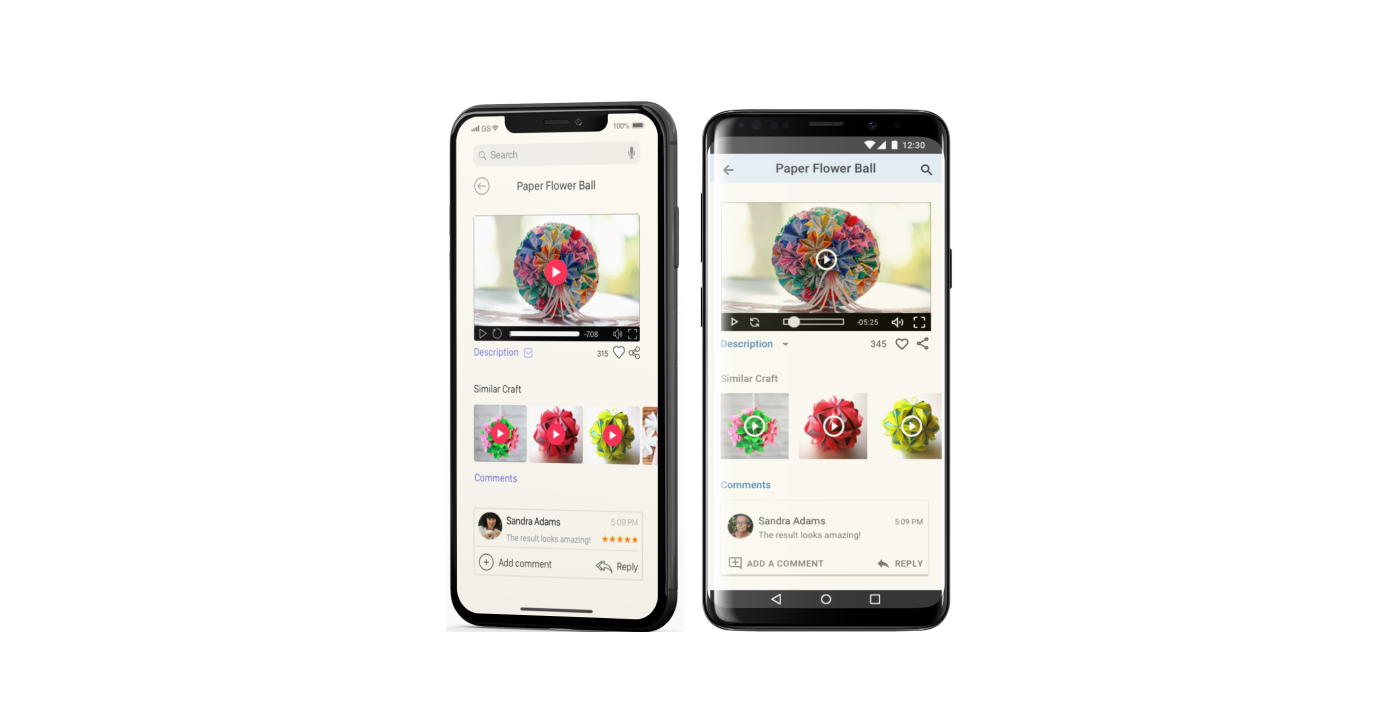 GS 100%
Search
Paper Flower Ball
-7:08
Description 315
Similar Craft
Comments
Sandra Adams 5:09 PM
The result looks amazing!
Add comment Reply
12:30
Paper Flower Ball
-05:25
Description 345
Similar Craft
Comments
Sandra Adams 5:09 PM
The result looks amazing!
ADD A COMMENT REPLY